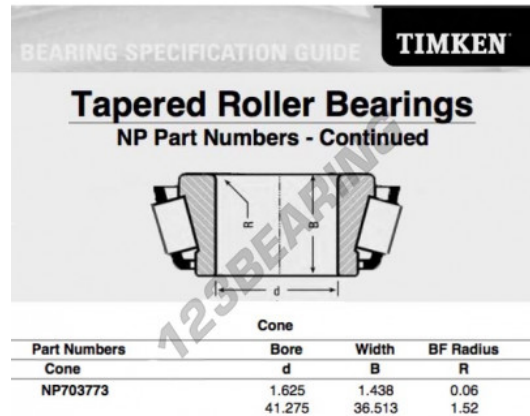 BEARING SPECIFICATION GUIDE
TIMKEN
Tapered Roller Bearings
NP Part Numbers - Continued
R
B
d
123BEARING
Cone
Part Numbers Bore Width BF Radius
Cone d B R
NP703773 1.625 1.438 0.06
41.275 36.513 1.52